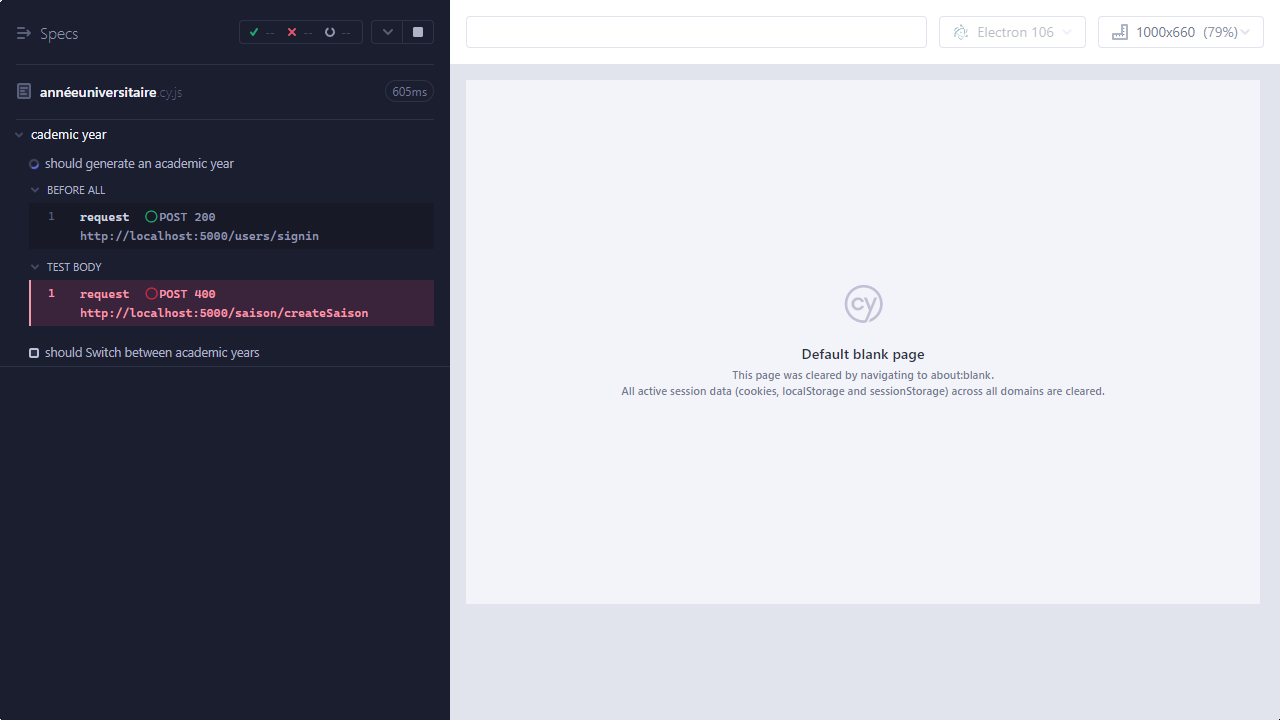 Specs
-- -- --
annéeuniversitaire.cy.js 605ms
cademic year
should generate an academic year
BEFORE ALL
1 request POST 200
http://localhost:5000/users/signin
TEST BODY
1 request POST 400
http://localhost:5000/saison/createSaison
should Switch between academic years
Electron 106
1000x660 (79%)
cy
Default blank page
This page was cleared by navigating to about:blank.
All active session data (cookies, localStorage and sessionStorage) across all domains are cleared.